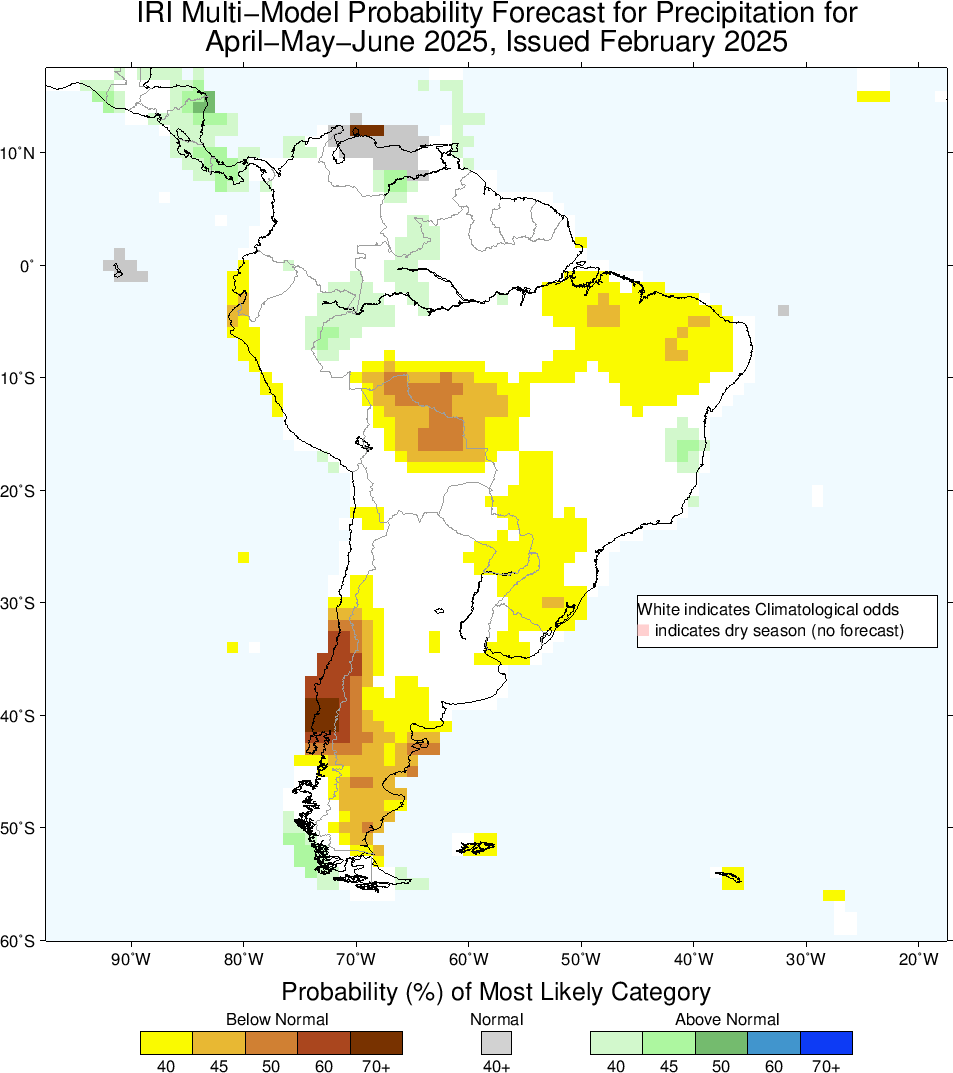 IRI Multi−Model Probability Forecast for Precipitation for
April−May−June 2025, Issued February 2025
10˚N
0˚
10˚S
20˚S
30˚S
40˚S
50˚S
60˚S
White indicates Climatological odds
indicates dry season (no forecast)
90˚W 80˚W 70˚W 60˚W 50˚W 40˚W 30˚W 20˚W
Probability (%) of Most Likely Category
Below Normal Normal Above Normal
40 45 50 60 70+ 40+ 40 45 50 60 70+